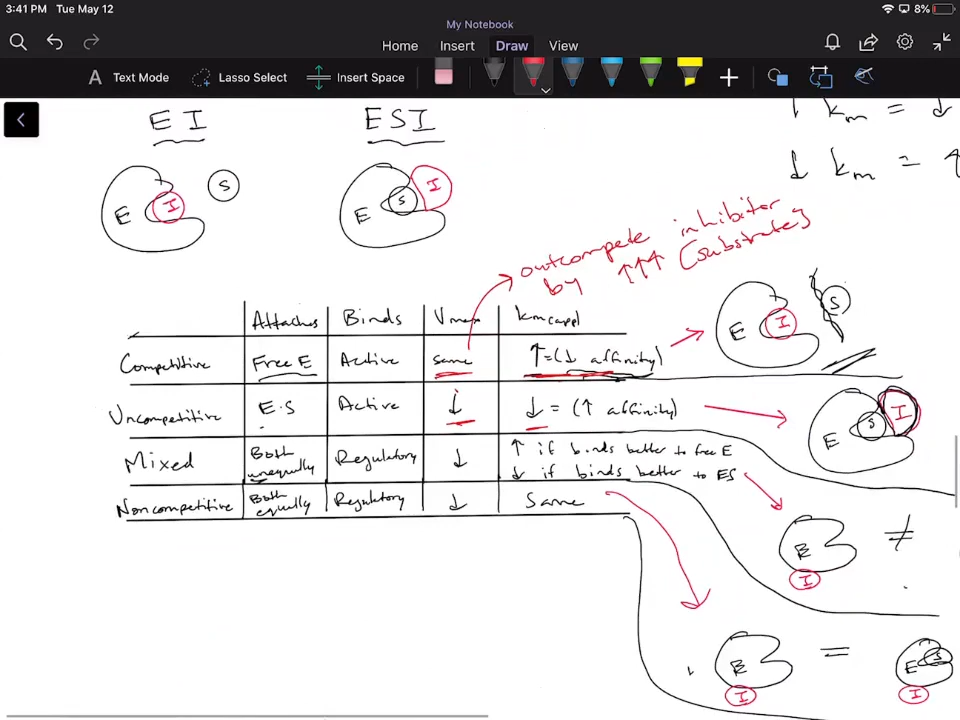 3:41 PM Tue May 12
8%
My Notebook
Home Insert Draw View
A Text Mode Lasso Select Insert Space
EI ESI
↓ km = ↑
E I S
E S I
outcompete inhibitor
by ↑↑↑ [substrate]
Attaches Binds Vmax km(app)
Competitive Free E Active same ↑=(↓ affinity)
E I S
Uncompetitive E.S Active ↓ ↓ = (↑ affinity)
E S I
Mixed Both unequally Regulatory ↓ ↑ if binds better to free E
↓ if binds better to ES
E I ≠
Noncompetitive Both equally Regulatory ↓ Same
E I = E S I